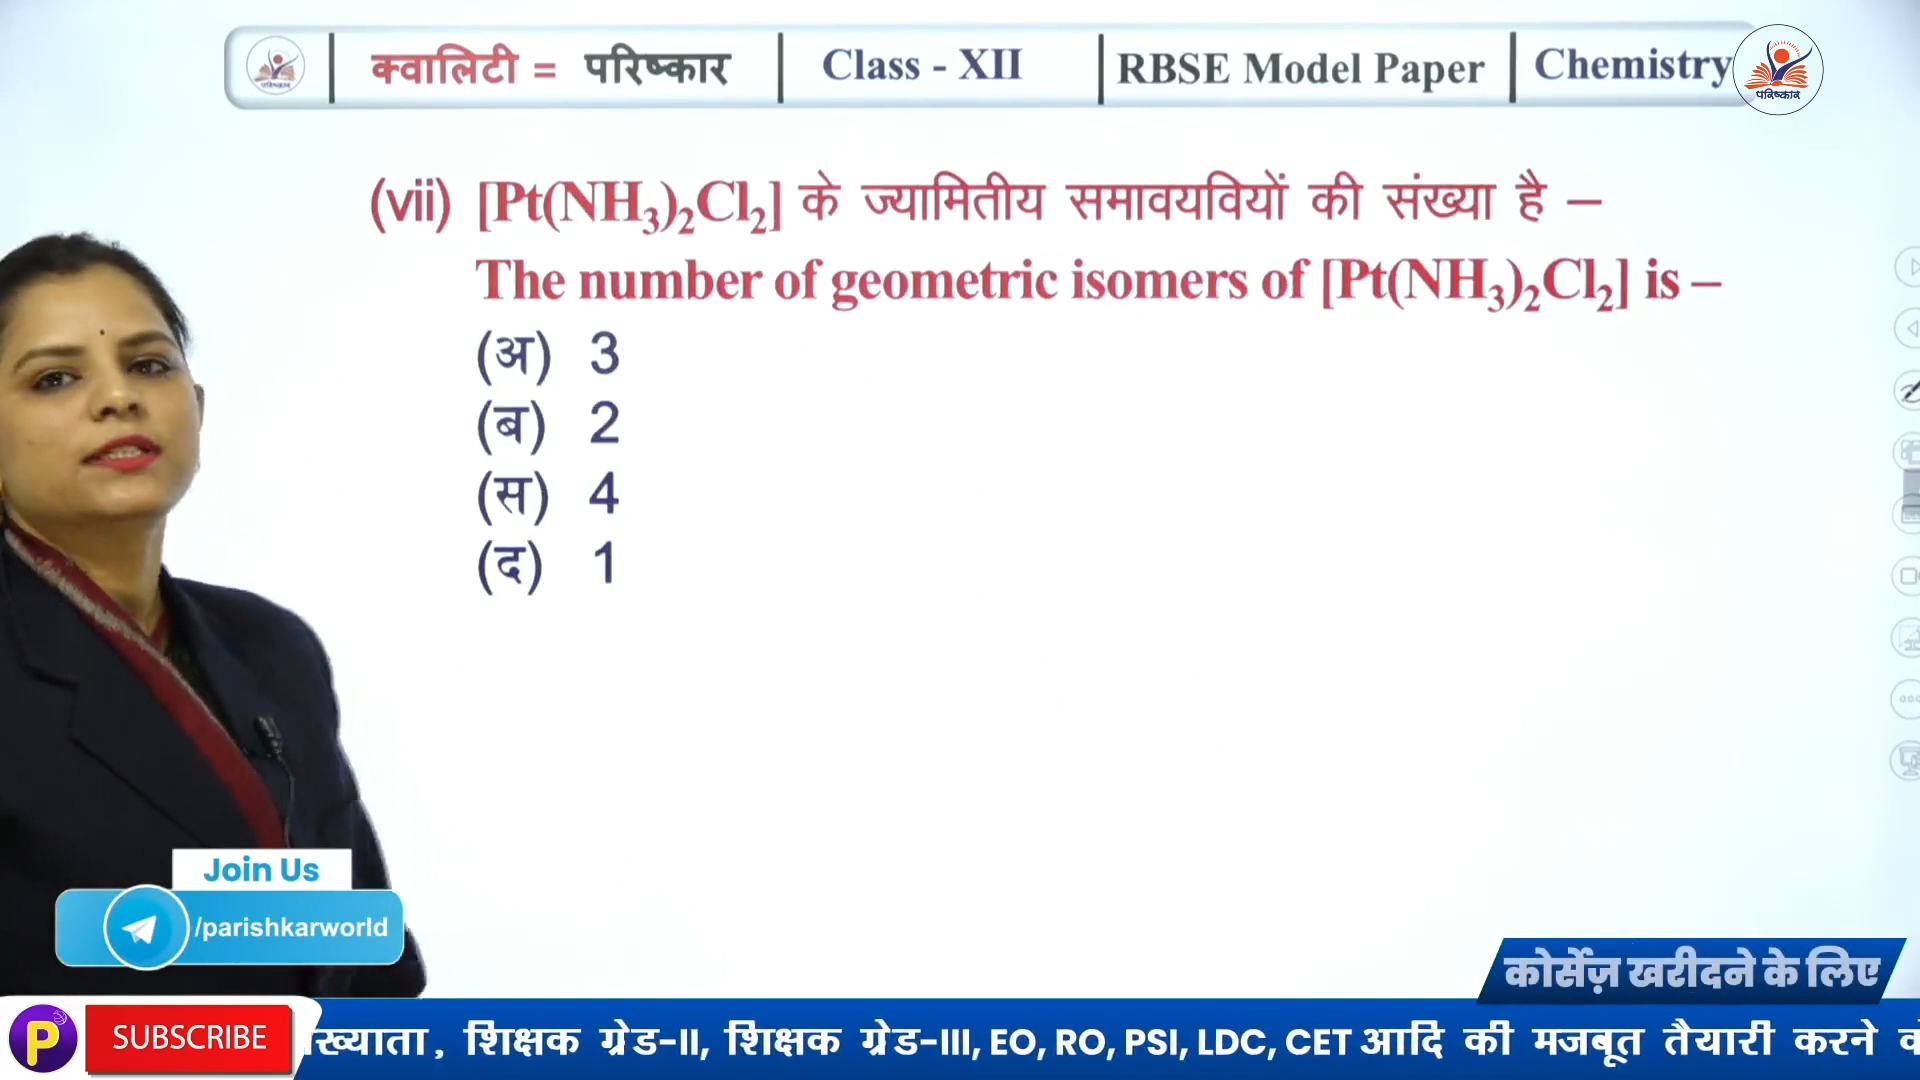 परिष्कार
क्वालिटी = परिष्कार
Class - XII
RBSE Model Paper
Chemistry
परिष्कार
(vii) [Pt(NH₃)₂Cl₂] के ज्यामितीय समावयवियों की संख्या है –
The number of geometric isomers of [Pt(NH₃)₂Cl₂] is –
(अ) 3
(ब) 2
(स) 4
(द) 1
Join Us
/parishkarworld
कोर्सेज़ खरीदने के लिए
P
SUBSCRIBE
ख्याता, शिक्षक ग्रेड-II, शिक्षक ग्रेड-III, EO, RO, PSI, LDC, CET आदि की मजबूत तैयारी करने